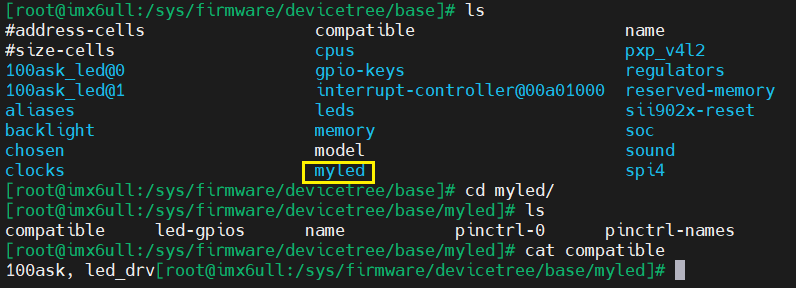 [root@imx6ull:/sys/firmware/devicetree/base]# ls
#address-cells compatible name
#size-cells cpus pxp_v4l2
100ask_led@0 gpio-keys regulators
100ask_led@1 interrupt-controller@00a01000 reserved-memory
aliases leds sii902x-reset
backlight memory soc
chosen model sound
clocks myled spi4
[root@imx6ull:/sys/firmware/devicetree/base]# cd myled/
[root@imx6ull:/sys/firmware/devicetree/base/myled]# ls
compatible led-gpios name pinctrl-0 pinctrl-names
[root@imx6ull:/sys/firmware/devicetree/base/myled]# cat compatible
100ask, led_drv[root@imx6ull:/sys/firmware/devicetree/base/myled]#